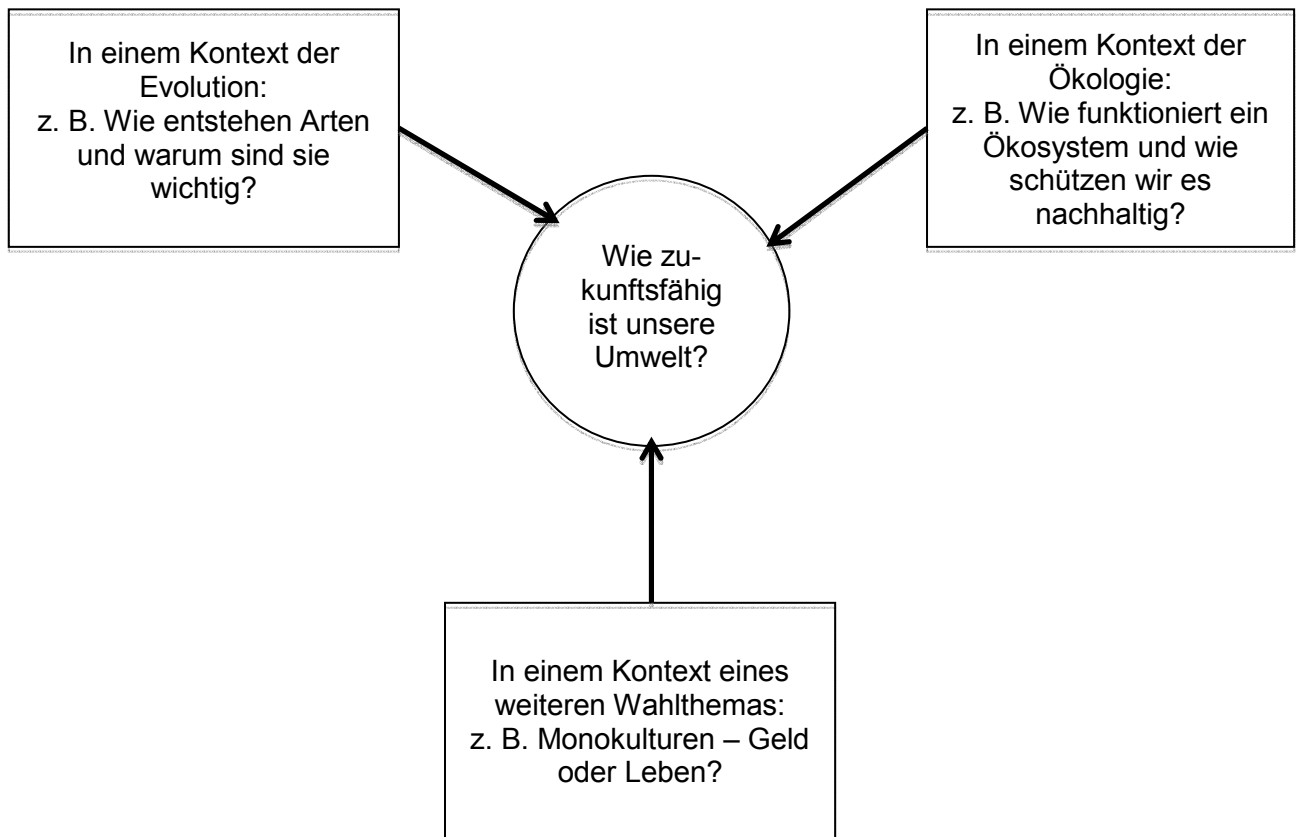 In einem Kontext der
Evolution:
z. B. Wie entstehen Arten
und warum sind sie
wichtig?
In einem Kontext der
Ökologie:
z. B. Wie funktioniert ein
Ökosystem und wie
schützen wir es
nachhaltig?
Wie zu-
kunftsfähig
ist unsere
Umwelt?
In einem Kontext eines
weiteren Wahlthemas:
z. B. Monokulturen – Geld
oder Leben?